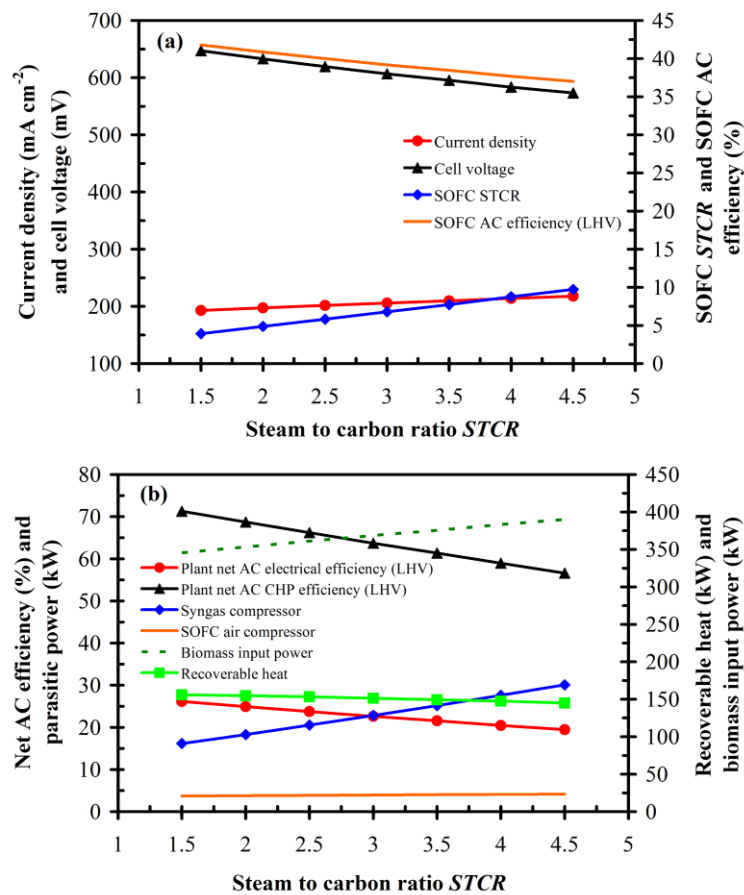 (a)
Current density (mA cm⁻²)
and cell voltage (mV)
700
600
500
400
300
200
100
45
40
35
30
25
20
15
10
5
0
SOFC STCR and SOFC AC
efficiency (%)
Current density
Cell voltage
SOFC STCR
SOFC AC efficiency (LHV)
1 1.5 2 2.5 3 3.5 4 4.5 5
Steam to carbon ratio STCR
(b)
Net AC efficiency (%) and
parasitic power (kW)
80
70
60
50
40
30
20
10
0
450
400
350
300
250
200
150
100
50
0
Recoverable heat (kW) and
biomass input power (kW)
Plant net AC electrical efficiency (LHV)
Plant net AC CHP efficiency (LHV)
Syngas compressor
SOFC air compressor
Biomass input power
Recoverable heat
1 1.5 2 2.5 3 3.5 4 4.5 5
Steam to carbon ratio STCR